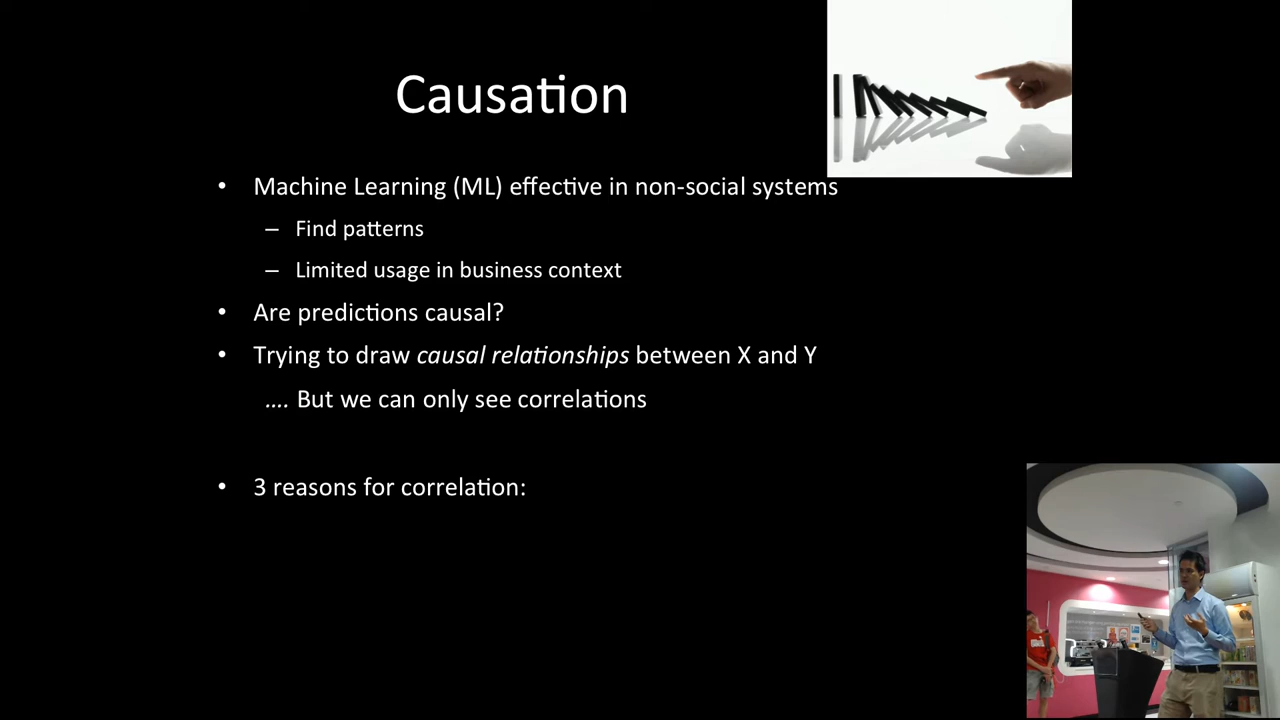 Causation
• Machine Learning (ML) effective in non-social systems
– Find patterns
– Limited usage in business context
• Are predictions causal?
• Trying to draw causal relationships between X and Y
.... But we can only see correlations
• 3 reasons for correlation: